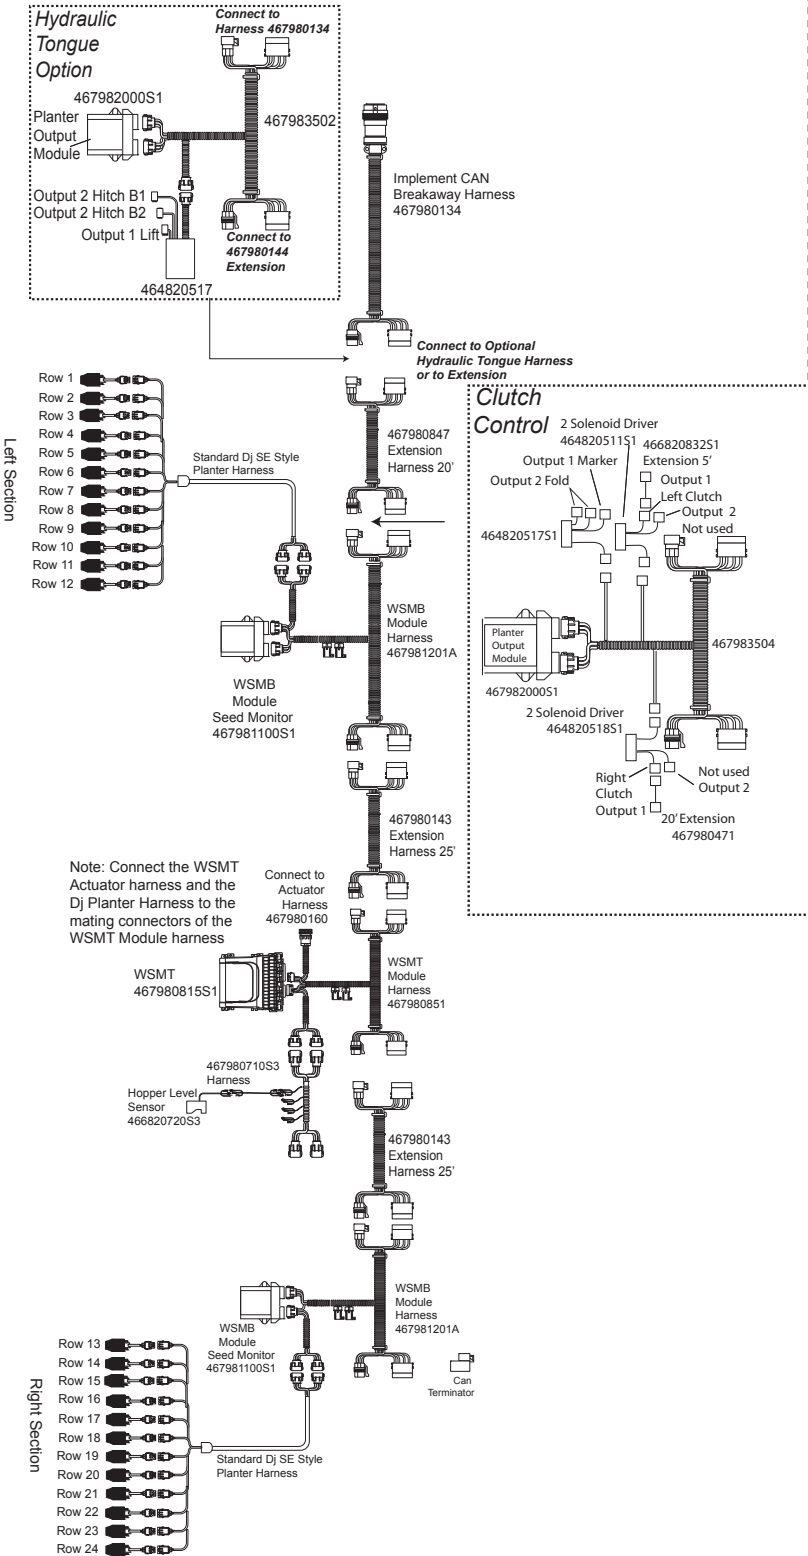 Hydraulic
Tongue
Option
Connect to
Harness 467980134
467982000S1
Planter
Output
Module
467983502
Output 2 Hitch B1
Output 2 Hitch B2
Output 1 Lift
Connect to
467980144
Extension
464820517
Implement CAN
Breakaway Harness
467980134
Connect to Optional
Hydraulic Tongue Harness
or to Extension
Left Section
Row 1
Row 2
Row 3
Row 4
Row 5
Row 6
Row 7
Row 8
Row 9
Row 10
Row 11
Row 12
Standard Dj SE Style
Planter Harness
467980847
Extension
Harness 20'
WSMB
Module
Harness
467981201A
WSMB
Module
Seed Monitor
467981100S1
Clutch
Control
2 Solenoid Driver
464820511S1
466820832S1
Extension 5'
Output 1 Marker
Output 2 Fold
Output 1
Left Clutch
Output 2
Not used
464820517S1
Planter
Output
Module
467982000S1
467983504
2 Solenoid Driver
464820518S1
Right
Clutch
Output 1
Not used
Output 2
20' Extension
467980471
467980143
Extension
Harness 25'
Note: Connect the WSMT
Actuator harness and the
Dj Planter Harness to the
mating connectors of the
WSMT Module harness
Connect to
Actuator
Harness
467980160
WSMT
467980815S1
WSMT
Module
Harness
467980851
467980710S3
Harness
Hopper Level
Sensor
466820720S3
467980143
Extension
Harness 25'
WSMB
Module
Harness
467981201A
WSMB
Module
Seed Monitor
467981100S1
Can
Terminator
Right Section
Row 13
Row 14
Row 15
Row 16
Row 17
Row 18
Row 19
Row 20
Row 21
Row 22
Row 23
Row 24
Standard Dj SE Style
Planter Harness